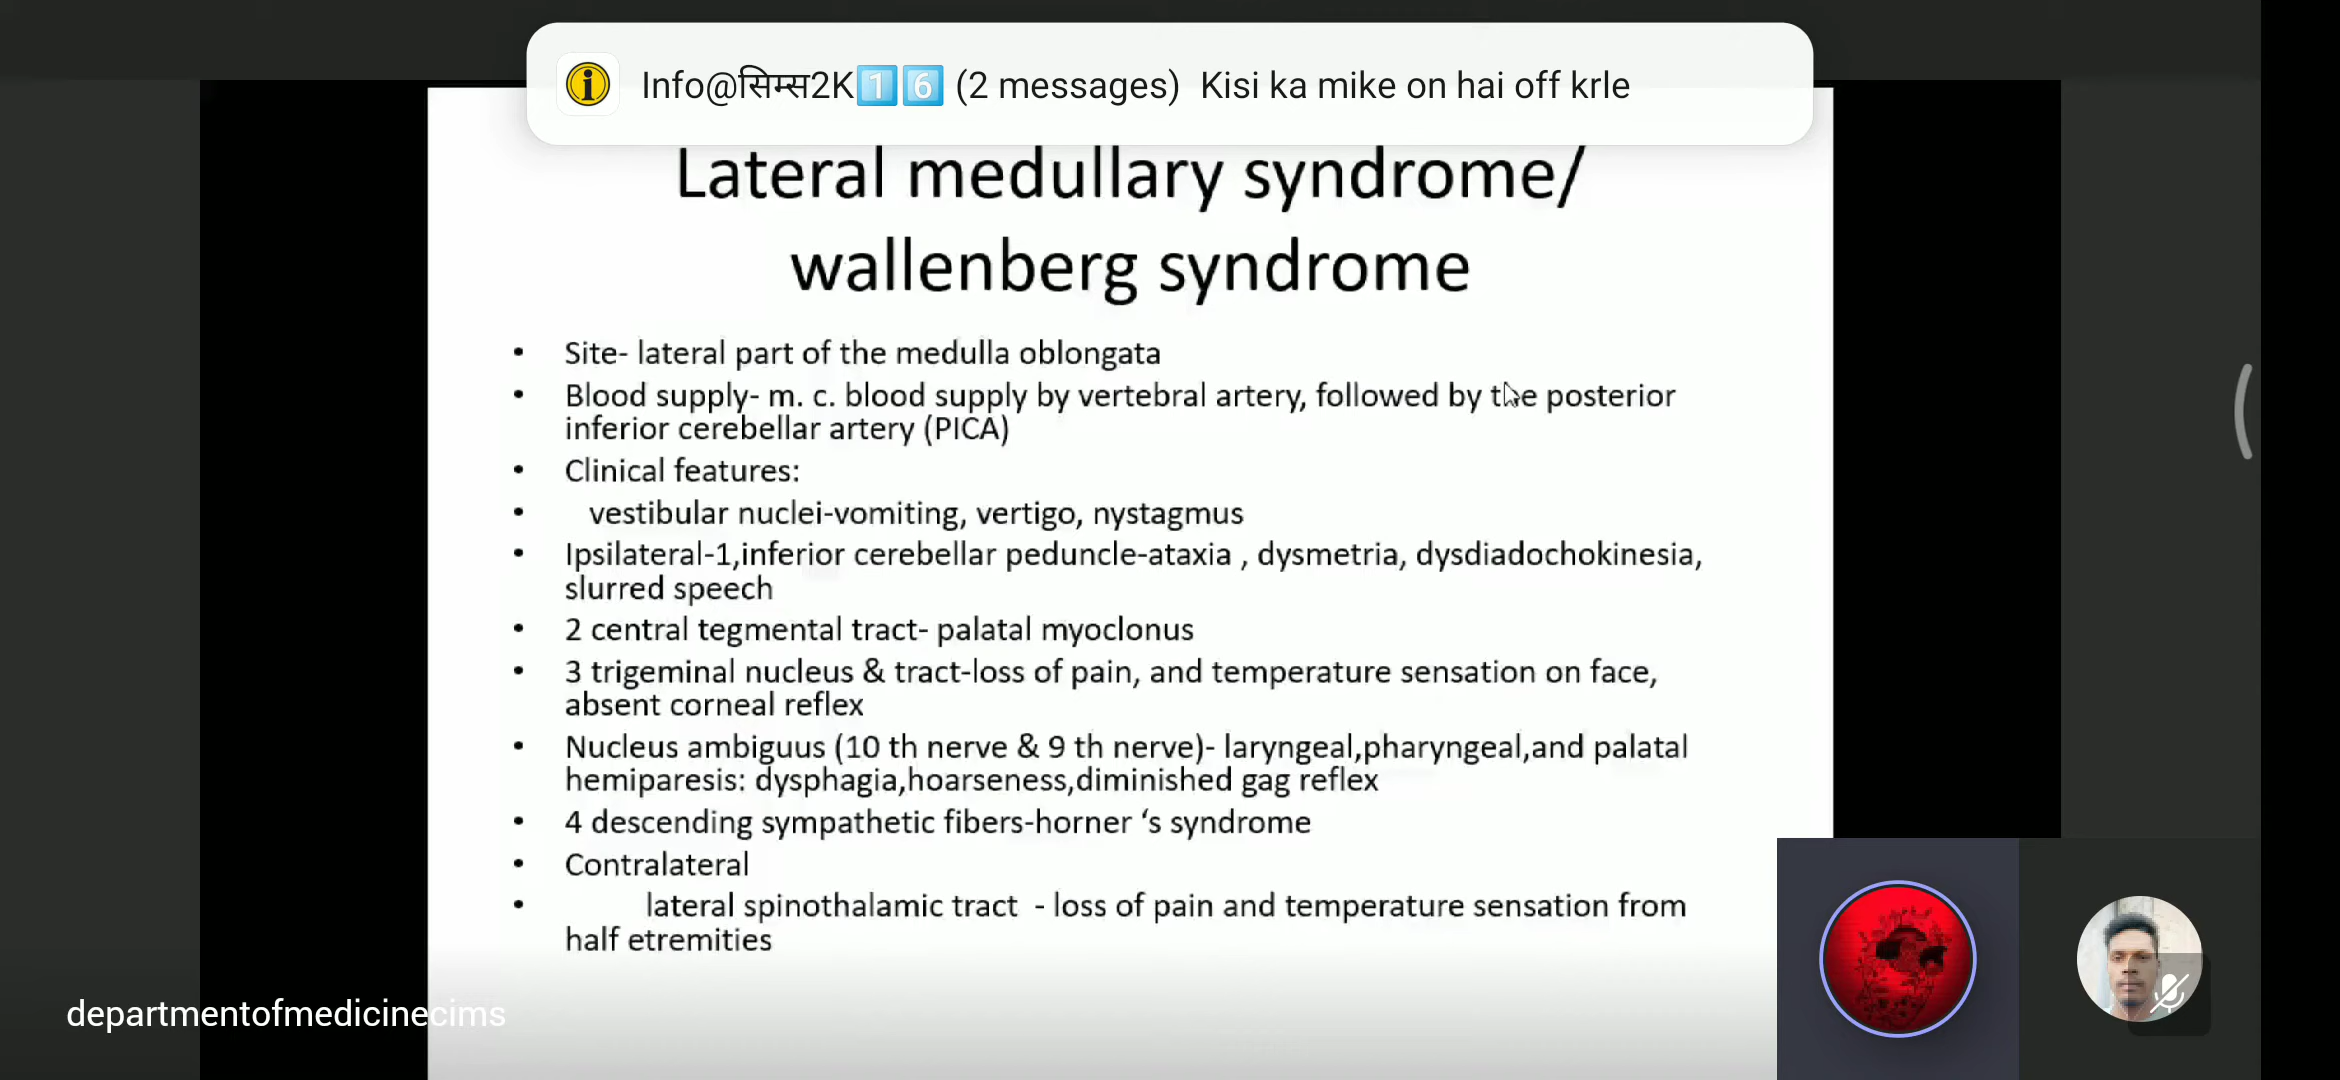 Info@सिम्स2K1️⃣6️⃣ (2 messages) Kisi ka mike on hai off krle
Lateral medullary syndrome/
wallenberg syndrome
• Site- lateral part of the medulla oblongata
• Blood supply- m. c. blood supply by vertebral artery, followed by the posterior
inferior cerebellar artery (PICA)
• Clinical features:
• vestibular nuclei-vomiting, vertigo, nystagmus
• Ipsilateral-1,inferior cerebellar peduncle-ataxia , dysmetria, dysdiadochokinesia,
slurred speech
• 2 central tegmental tract- palatal myoclonus
• 3 trigeminal nucleus & tract-loss of pain, and temperature sensation on face,
absent corneal reflex
• Nucleus ambiguus (10 th nerve & 9 th nerve)- laryngeal,pharyngeal,and palatal
hemiparesis: dysphagia,hoarseness,diminished gag reflex
• 4 descending sympathetic fibers-horner ‘s syndrome
• Contralateral
• lateral spinothalamic tract - loss of pain and temperature sensation from
half etremities
departmentofmedicinecims